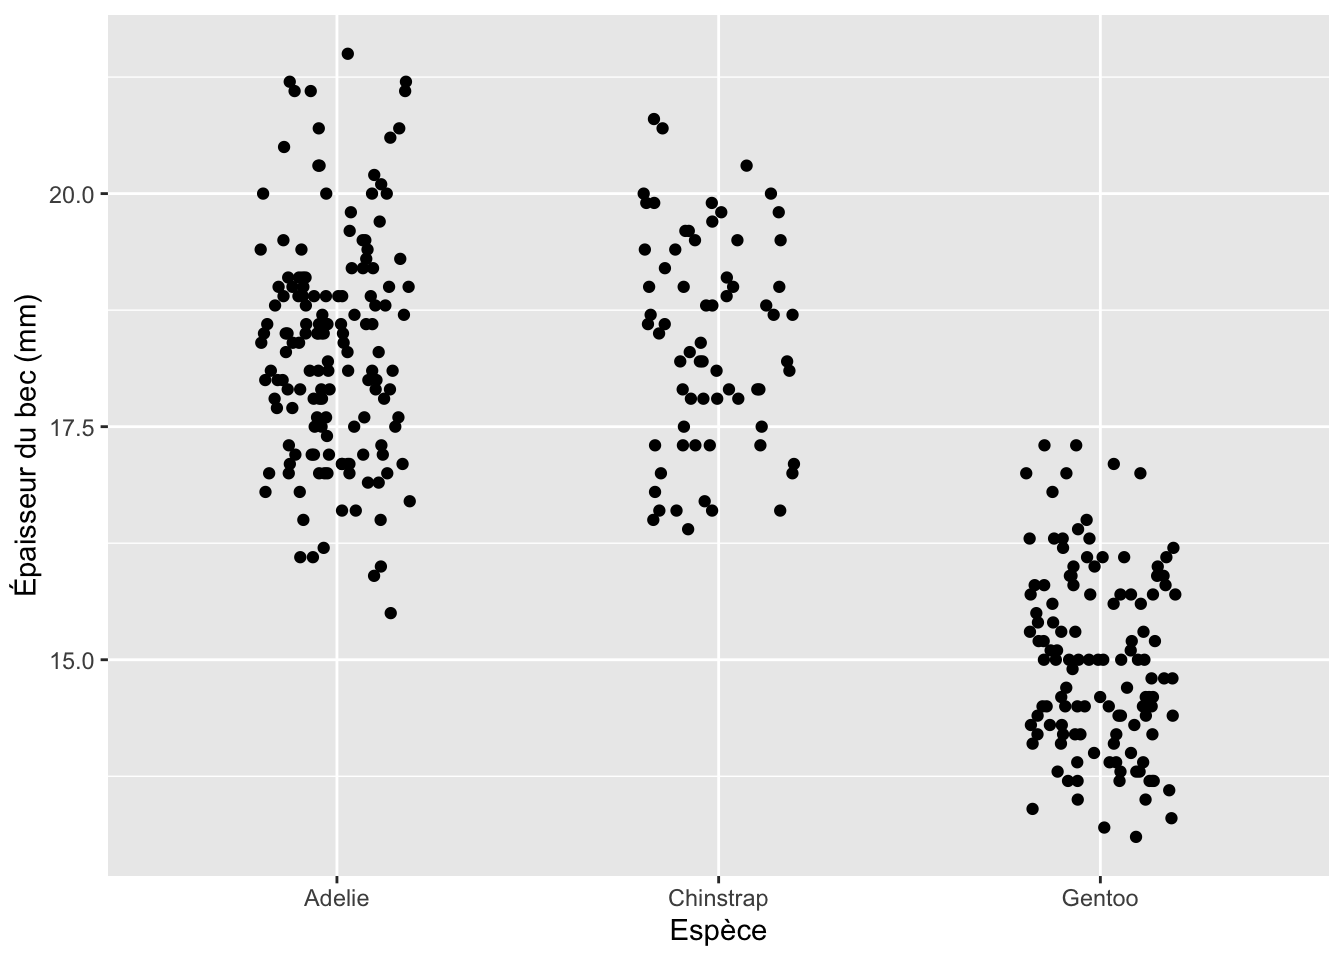 Épaisseur du bec (mm)
20.0
17.5
15.0
Adelie
Chinstrap
Gentoo
Espèce